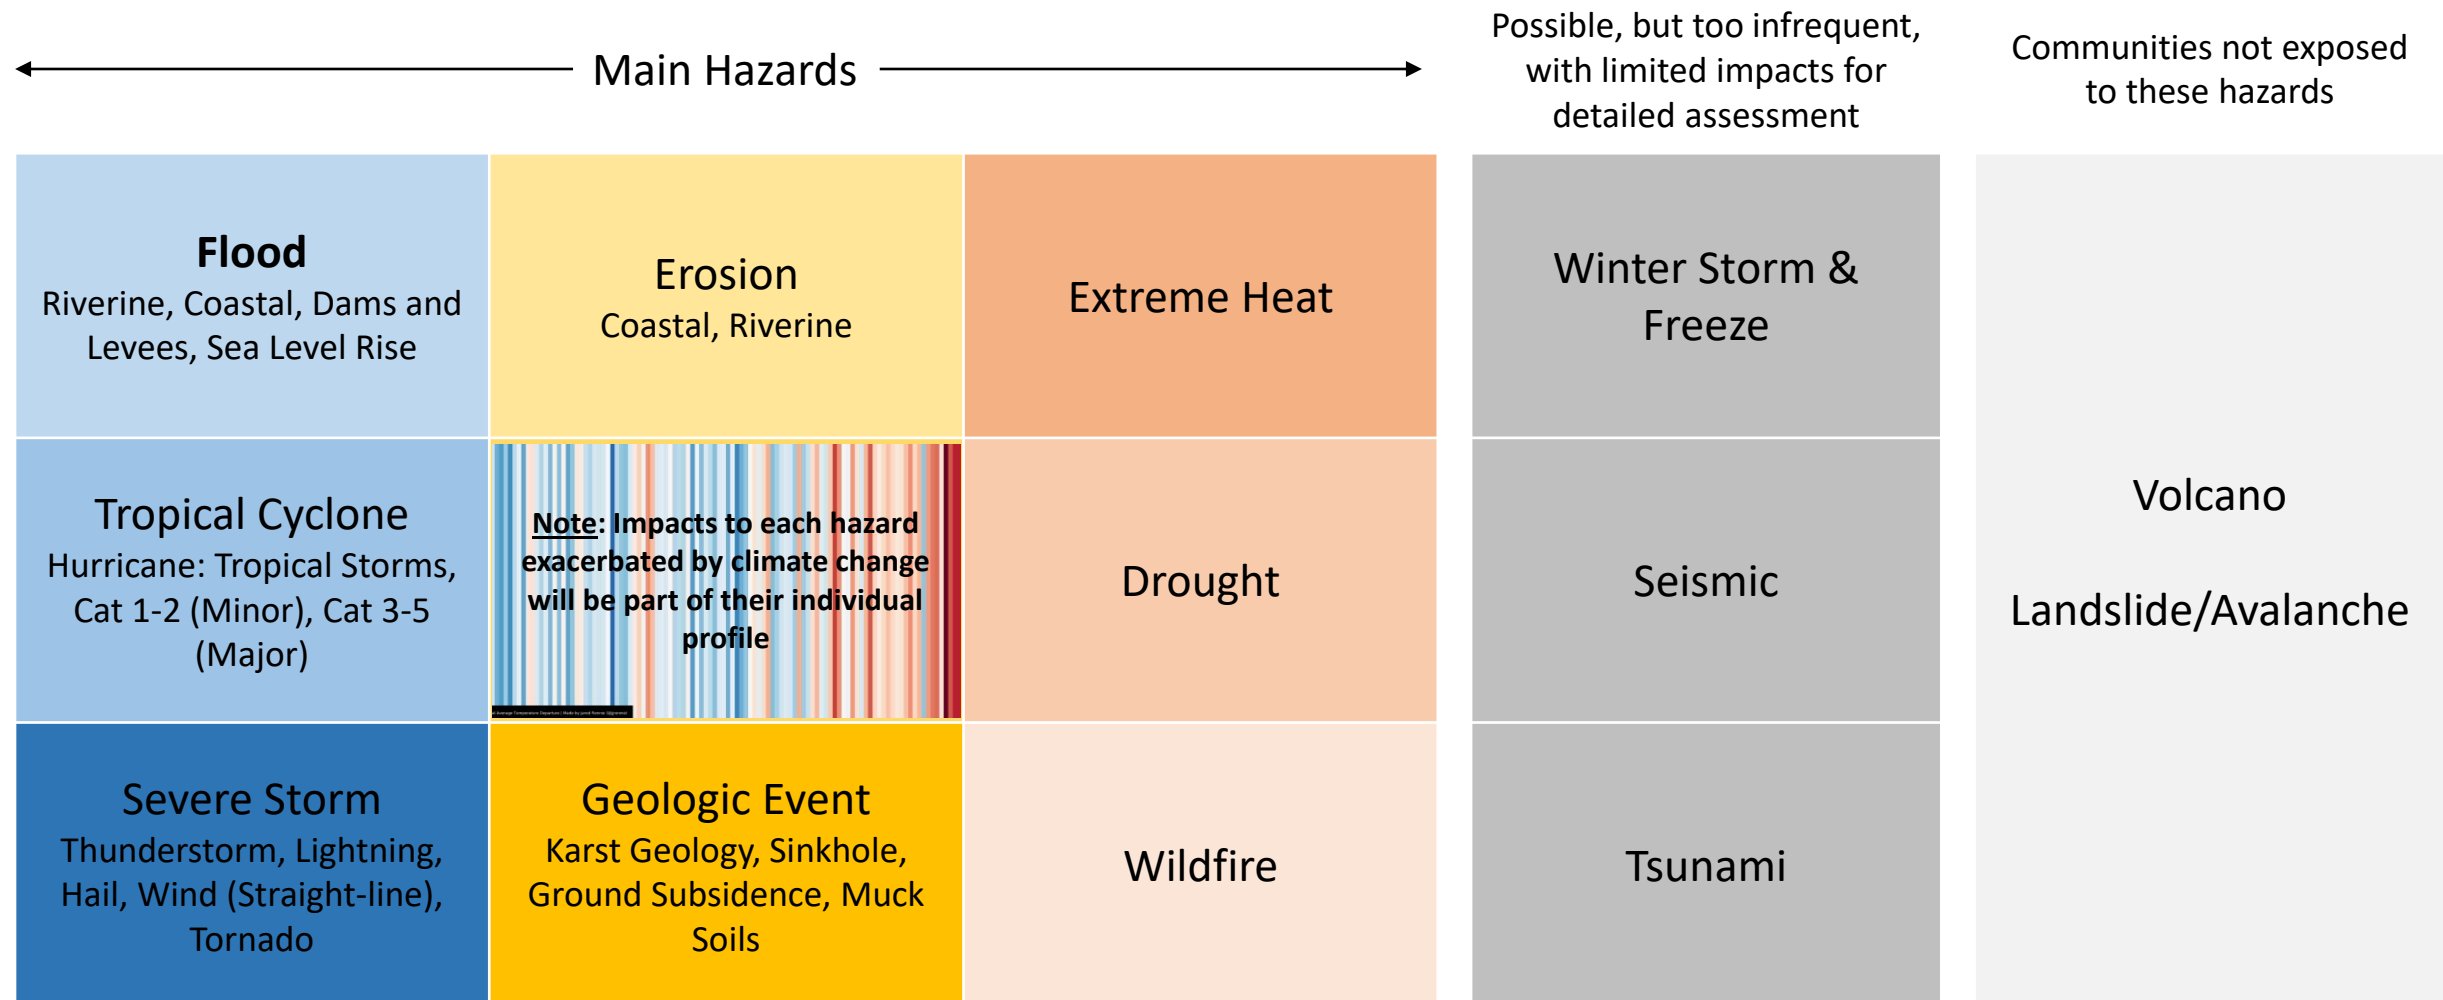 Main Hazards
Possible, but too infrequent,
with limited impacts for
detailed assessment
Communities not exposed
to these hazards
Flood
Riverine, Coastal, Dams and
Levees, Sea Level Rise
Erosion
Coastal, Riverine
Extreme Heat
Winter Storm &
Freeze
Tropical Cyclone
Hurricane: Tropical Storms,
Cat 1-2 (Minor), Cat 3-5
(Major)
Note: Impacts to each hazard
exacerbated by climate change
will be part of their individual
profile
Drought
Seismic
Volcano
Landslide/Avalanche
Severe Storm
Thunderstorm, Lightning,
Hail, Wind (Straight-line),
Tornado
Geologic Event
Karst Geology, Sinkhole,
Ground Subsidence, Muck
Soils
Wildfire
Tsunami